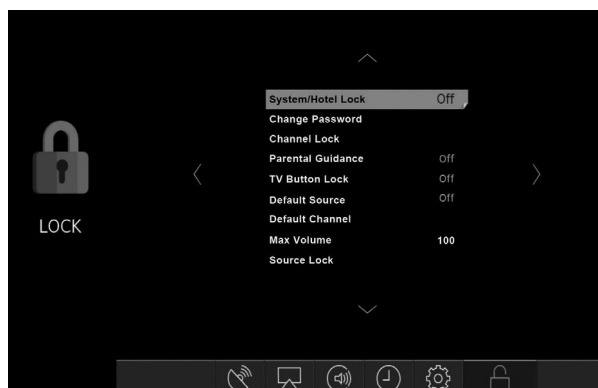 System/Hotel Lock Off
Change Password
Channel Lock
Parental Guidance Off
TV Button Lock Off
Default Source Off
Default Channel
Max Volume 100
Source Lock
LOCK